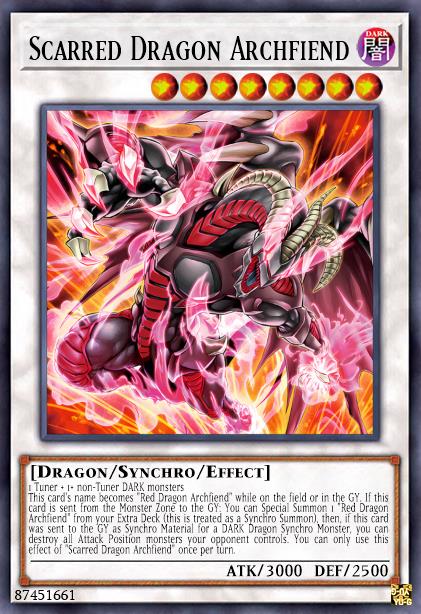 Scarred Dragon Archfiend
DARK
闇
[Dragon/Synchro/Effect]
1 Tuner + 1+ non-Tuner DARK monsters
This card's name becomes "Red Dragon Archfiend" while on the field or in the GY. If this
card is sent from the Monster Zone to the GY: You can Special Summon 1 "Red Dragon
Archfiend" from your Extra Deck (this is treated as a Synchro Summon), then, if this card
was sent to the GY as Synchro Material for a DARK Dragon Synchro Monster, you can
destroy all Attack Position monsters your opponent controls. You can only use this
effect of "Scarred Dragon Archfiend" once per turn.
ATK/3000 DEF/2500
87451661